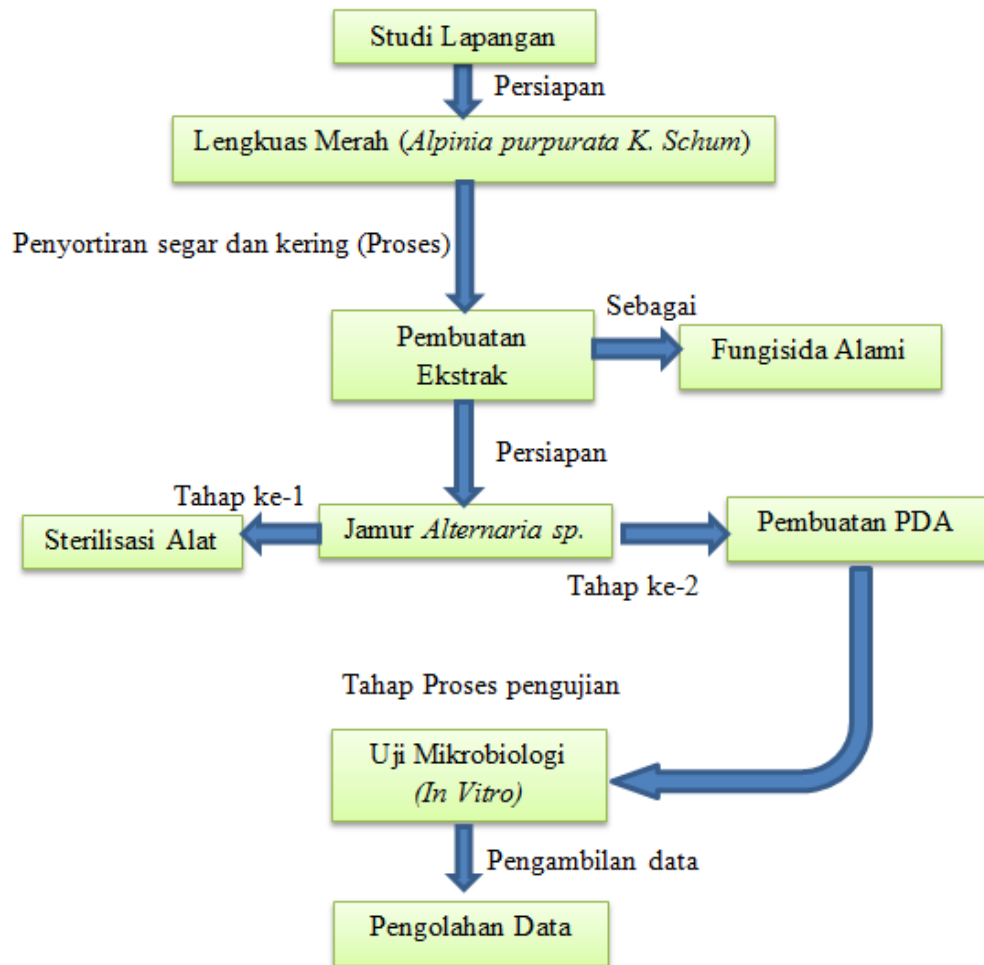 Studi Lapangan
Persiapan
Lengkuas Merah (Alpinia purpurata K. Schum)
Penyortiran segar dan kering (Proses)
Pembuatan
Ekstrak
Sebagai
Fungisida Alami
Persiapan
Tahap ke-1
Sterilisasi Alat
Jamur Alternaria sp.
Tahap ke-2
Pembuatan PDA
Tahap Proses pengujian
Uji Mikrobiologi
(In Vitro)
Pengambilan data
Pengolahan Data